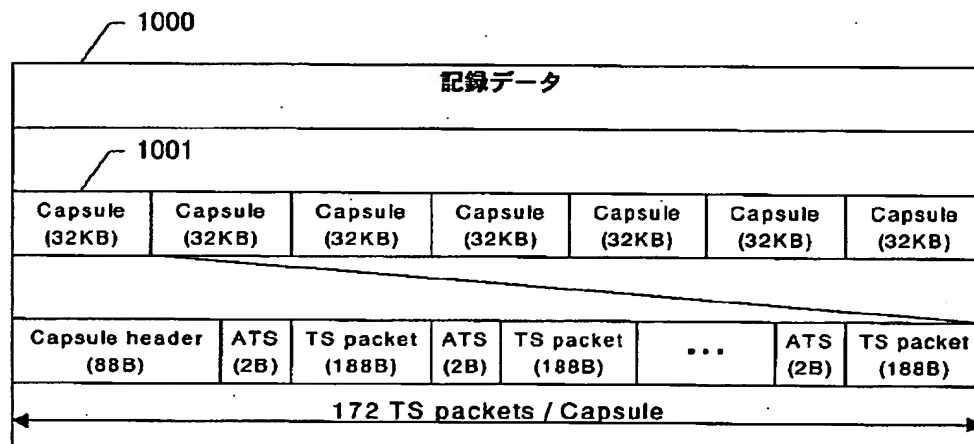 1000
記録データ
1001
Capsule Capsule Capsule Capsule Capsule Capsule Capsule
(32KB) (32KB) (32KB) (32KB) (32KB) (32KB) (32KB)
Capsule header ATS TS packet ATS TS packet ... ATS TS packet
(88B) (2B) (188B) (2B) (188B) (2B) (188B)
172 TS packets / Capsule